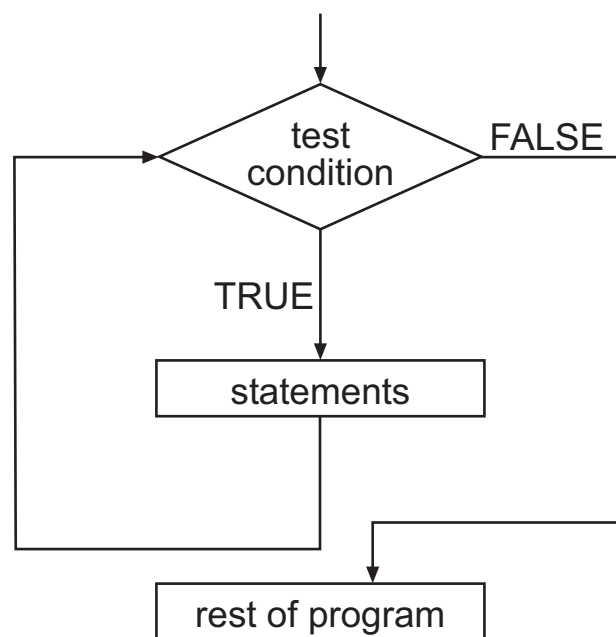 test
condition
FALSE
TRUE
statements
rest of program